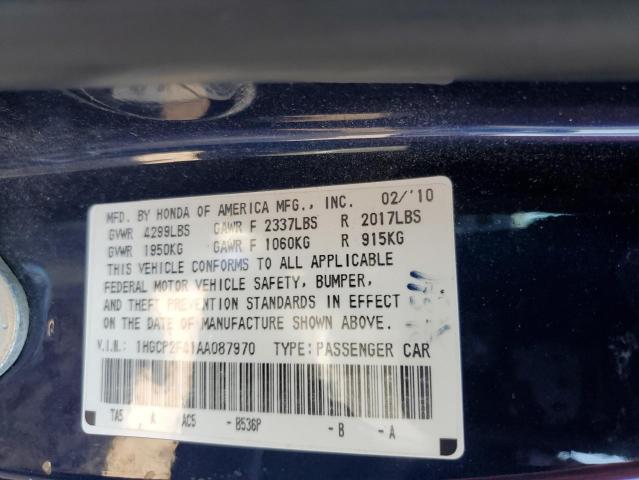 MFD. BY HONDA OF AMERICA MFG., INC. 02/'10
GVWR 4299LBS GAWR F 2337LBS R 2017LBS
GVWR 1950KG GAWR F 1060KG R 915KG
THIS VEHICLE CONFORMS TO ALL APPLICABLE
FEDERAL MOTOR VEHICLE SAFETY, BUMPER,
AND THEFT PREVENTION STANDARDS IN EFFECT
ON THE DATE OF MANUFACTURE SHOWN ABOVE.
V.I.N.: 1HGCP2F41AA087970 TYPE:PASSENGER CAR
TA5 A AC5 - B536P - B - A